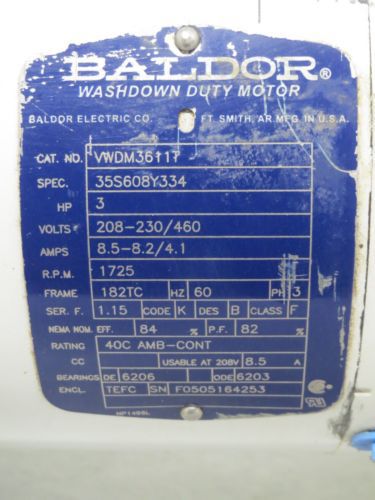 BALDOR®
WASHDOWN DUTY MOTOR
BALDOR ELECTRIC CO. FT. SMITH, AR. MFG. IN U.S.A.
CAT. NO. VWDM3611T
SPEC. 35S608Y334
HP 3
VOLTS 208-230/460
AMPS 8.5-8.2/4.1
R.P.M. 1725
FRAME 182TC HZ 60 PH 3
SER. F. 1.15 CODE K DES B CLASS F
NEMA NOM. EFF. 84 % P.F. 82 %
RATING 40C AMB-CONT
CC USABLE AT 208V 8.5 A
BEARINGS DE 6206 ODE 6203
ENCL. TEFC SN F0505164253
NP1495L